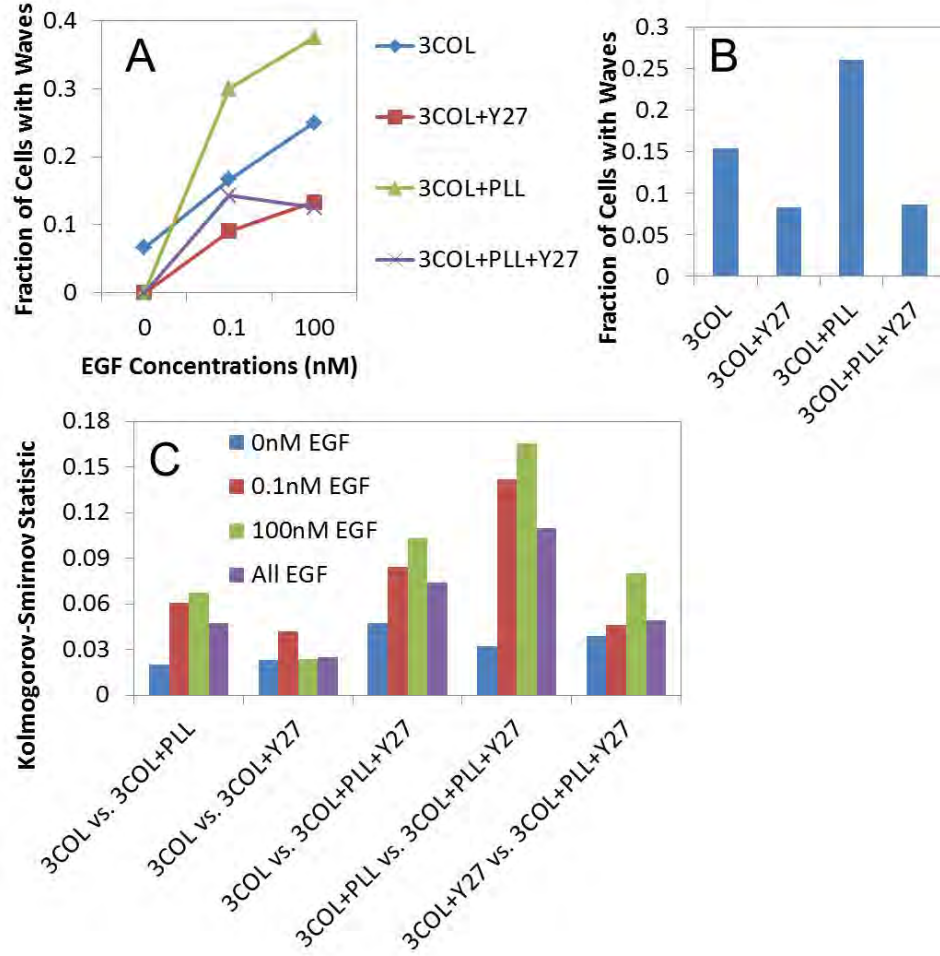 A
Fraction of Cells with Waves
0.4
0.3
0.2
0.1
0
0 0.1 100
EGF Concentrations (nM)
3COL
3COL+Y27
3COL+PLL
3COL+PLL+Y27
B
Fraction of Cells with Waves
0.3
0.25
0.2
0.15
0.1
0.05
0
3COL
3COL+Y27
3COL+PLL
3COL+PLL+Y27
C
Kolmogorov-Smirnov Statistic
0.18
0.15
0.12
0.09
0.06
0.03
0
0nM EGF
0.1nM EGF
100nM EGF
All EGF
3COL vs. 3COL+PLL
3COL vs. 3COL+Y27
3COL vs. 3COL+PLL+Y27
3COL+PLL vs. 3COL+PLL+Y27
3COL+Y27 vs. 3COL+PLL+Y27